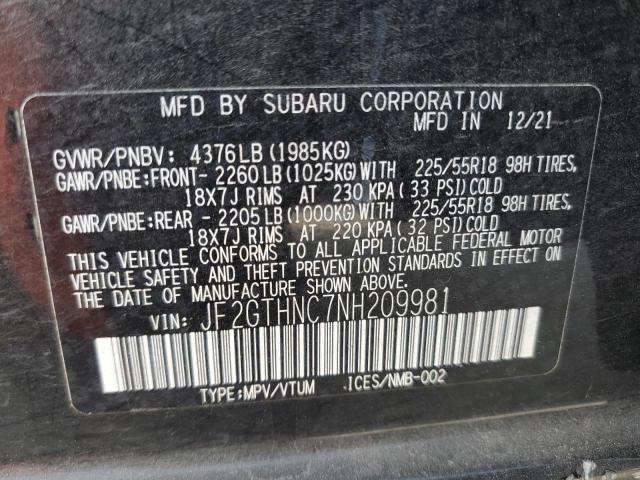 MFD BY SUBARU CORPORATION
MFD IN 12/21
GVWR/PNBV: 4376LB(1985KG)
GAWR/PNBE:FRONT- 2260LB(1025KG)WITH 225/55R18 98H TIRES,
18X7J RIMS AT 230 KPA( 33 PSI)COLD
GAWR/PNBE:REAR - 2205LB(1000KG)WITH 225/55R18 98H TIRES,
18X7J RIMS AT 220 KPA( 32 PSI)COLD
THIS VEHICLE CONFORMS TO ALL APPLICABLE FEDERAL MOTOR
VEHICLE SAFETY AND THEFT PREVENTION STANDARDS IN EFFECT ON
THE DATE OF MANUFACTURE SHOWN ABOVE.
VIN: JF2GTHNC7NH209981
TYPE:MPV/VTUM ICES/NMB-002